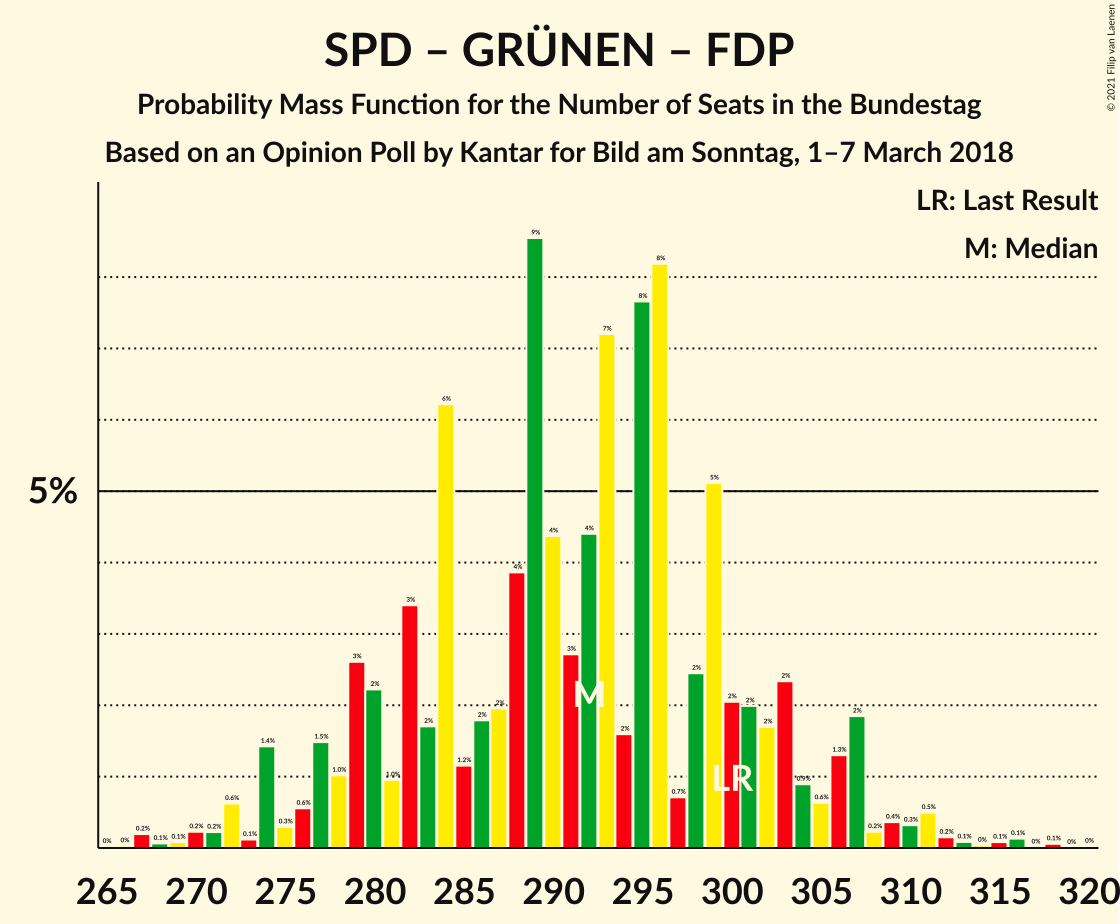 SPD – GRÜNEN – FDP
Probability Mass Function for the Number of Seats in the Bundestag
Based on an Opinion Poll by Kantar for Bild am Sonntag, 1–7 March 2018
© 2021 Filip van Laenen
LR: Last Result
M: Median
5%
0% 0% 0.2% 0.1% 0.1% 0.2% 0.2% 0.6% 0.1% 1.4% 0.3% 0.6% 1.5% 1.0% 3% 2% 1.0% 3% 2% 6% 1.2% 2% 2% 4% 9% 4% 3% 4% 7% 2% 8% 8% 0.7% 2% 5% 2% 2% 2% 2% 0.9% 0.6% 1.3% 2% 0.2% 0.4% 0.3% 0.5% 0.2% 0.1% 0% 0.1% 0.1% 0% 0.1% 0% 0%
M
LR
265 270 275 280 285 290 295 300 305 310 315 320